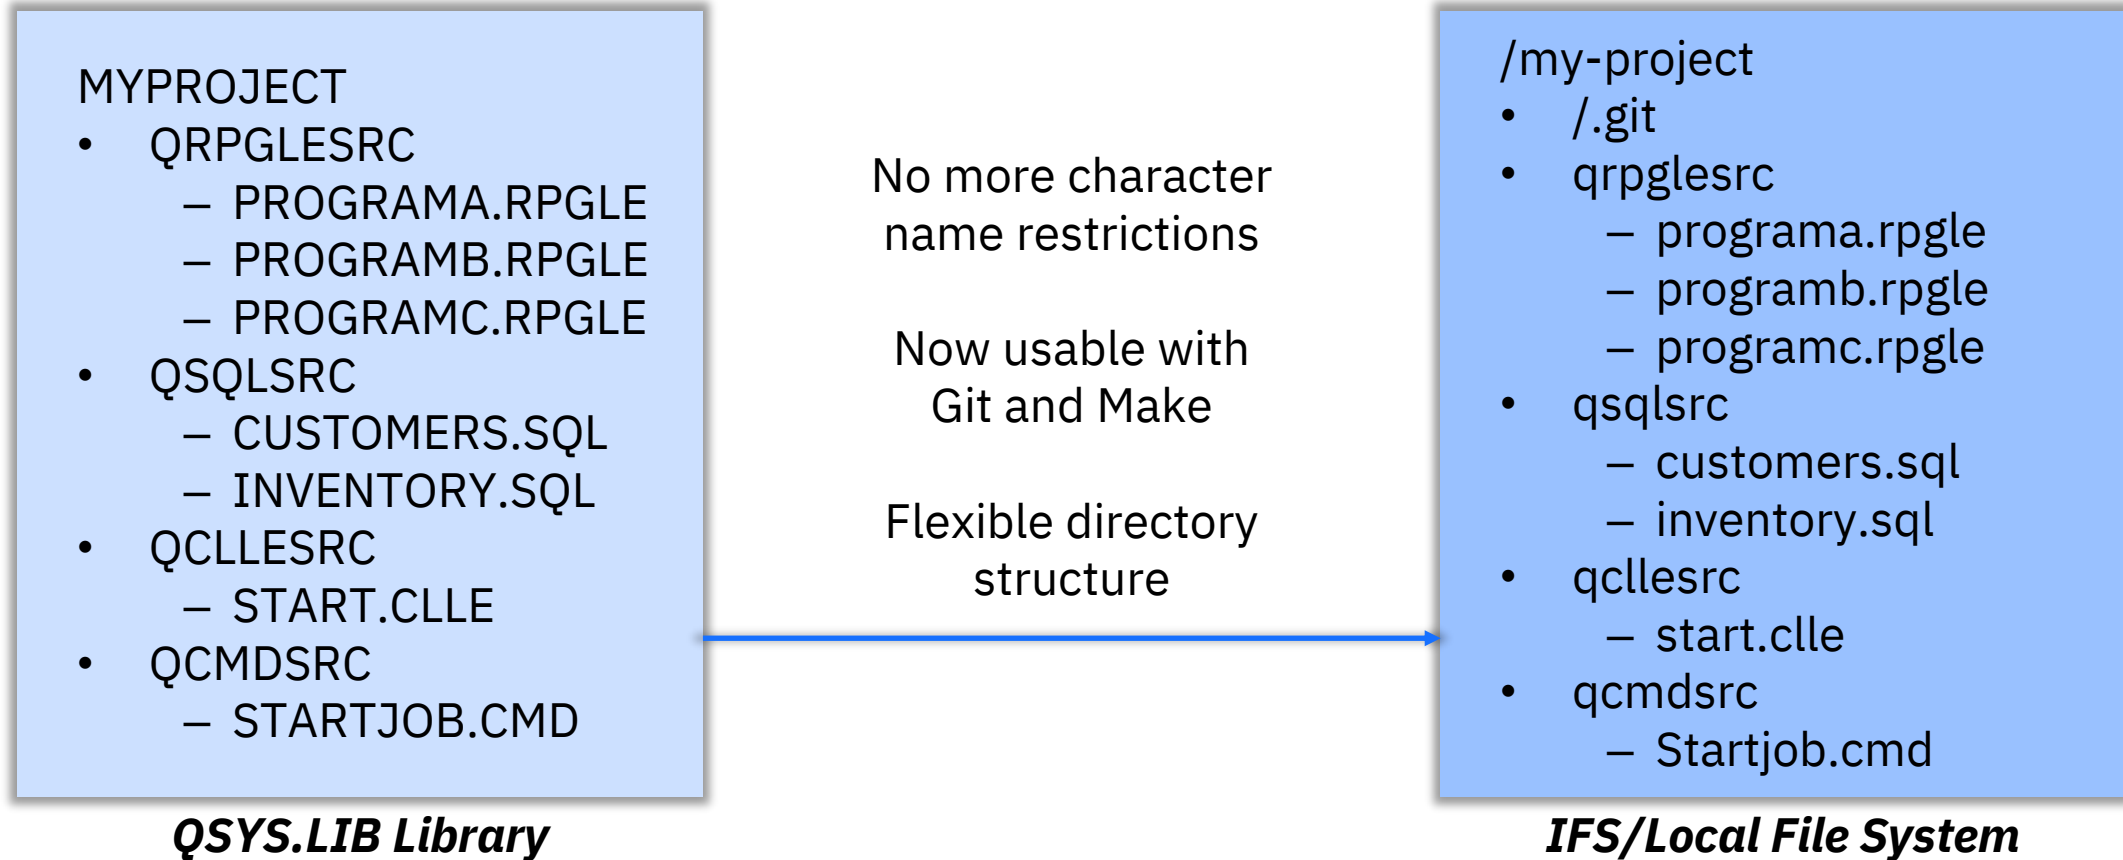 MYPROJECT
• QRPGLESRC
– PROGRAMA.RPGLE
– PROGRAMB.RPGLE
– PROGRAMC.RPGLE
• QSQLSRC
– CUSTOMERS.SQL
– INVENTORY.SQL
• QCLLESRC
– START.CLLE
• QCMDSRC
– STARTJOB.CMD
QSYS.LIB Library
No more character
name restrictions
Now usable with
Git and Make
Flexible directory
structure
/my-project
• /.git
• qrpglesrc
– programa.rpgle
– programb.rpgle
– programc.rpgle
• qsqlsrc
– customers.sql
– inventory.sql
• qcllesrc
– start.clle
• qcmdsrc
– Startjob.cmd
IFS/Local File System